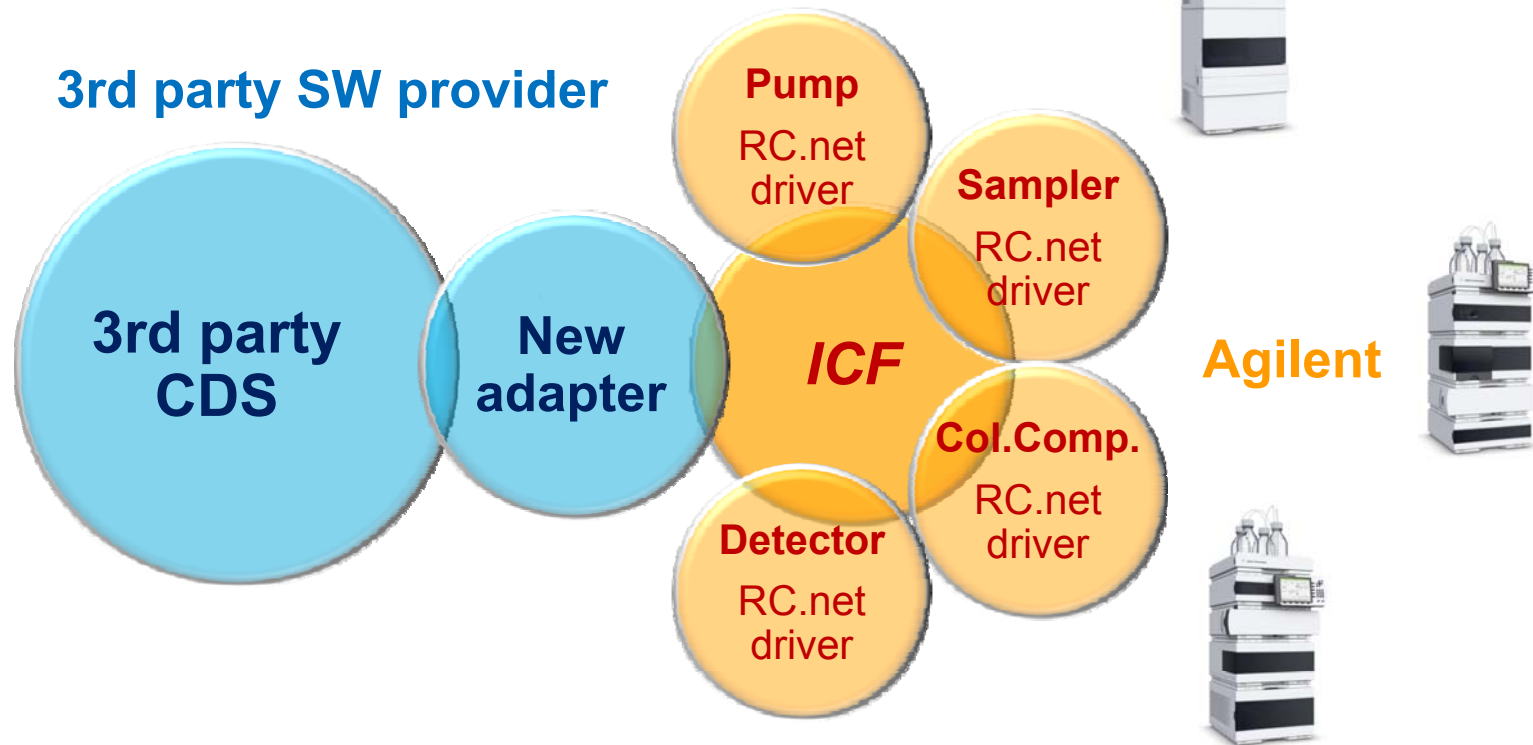 3rd party SW provider
3rd party
CDS
New
adapter
ICF
Pump
RC.net
driver
Sampler
RC.net
driver
Col.Comp.
RC.net
driver
Detector
RC.net
driver
Agilent